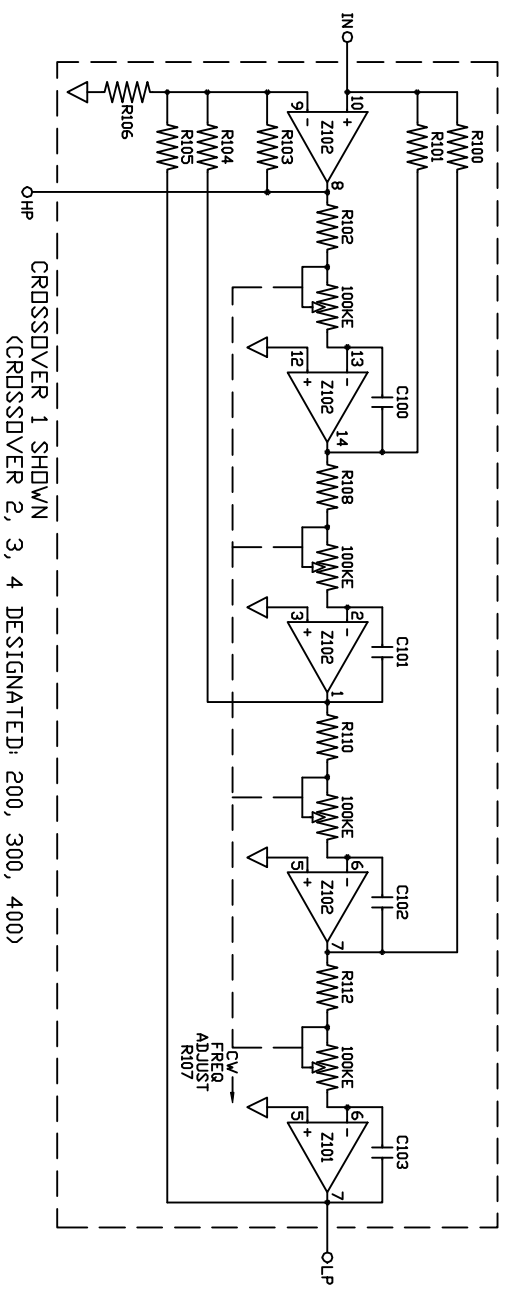 IN
R100
R101
10
9
+
-
Z102
8
R106
R105
R104
R103
HP
R102
100KE
13
12
-
+
Z102
14
C100
R108
100KE
2
3
-
+
Z102
1
C101
R110
100KE
6
5
-
+
Z102
7
C102
R112
100KE
6
5
-
+
Z101
7
C103
LP
CW
FREQ
ADJUST
R107
CROSSOVER 1 SHOWN
(CROSSOVER 2, 3, 4 DESIGNATED: 200, 300, 400)